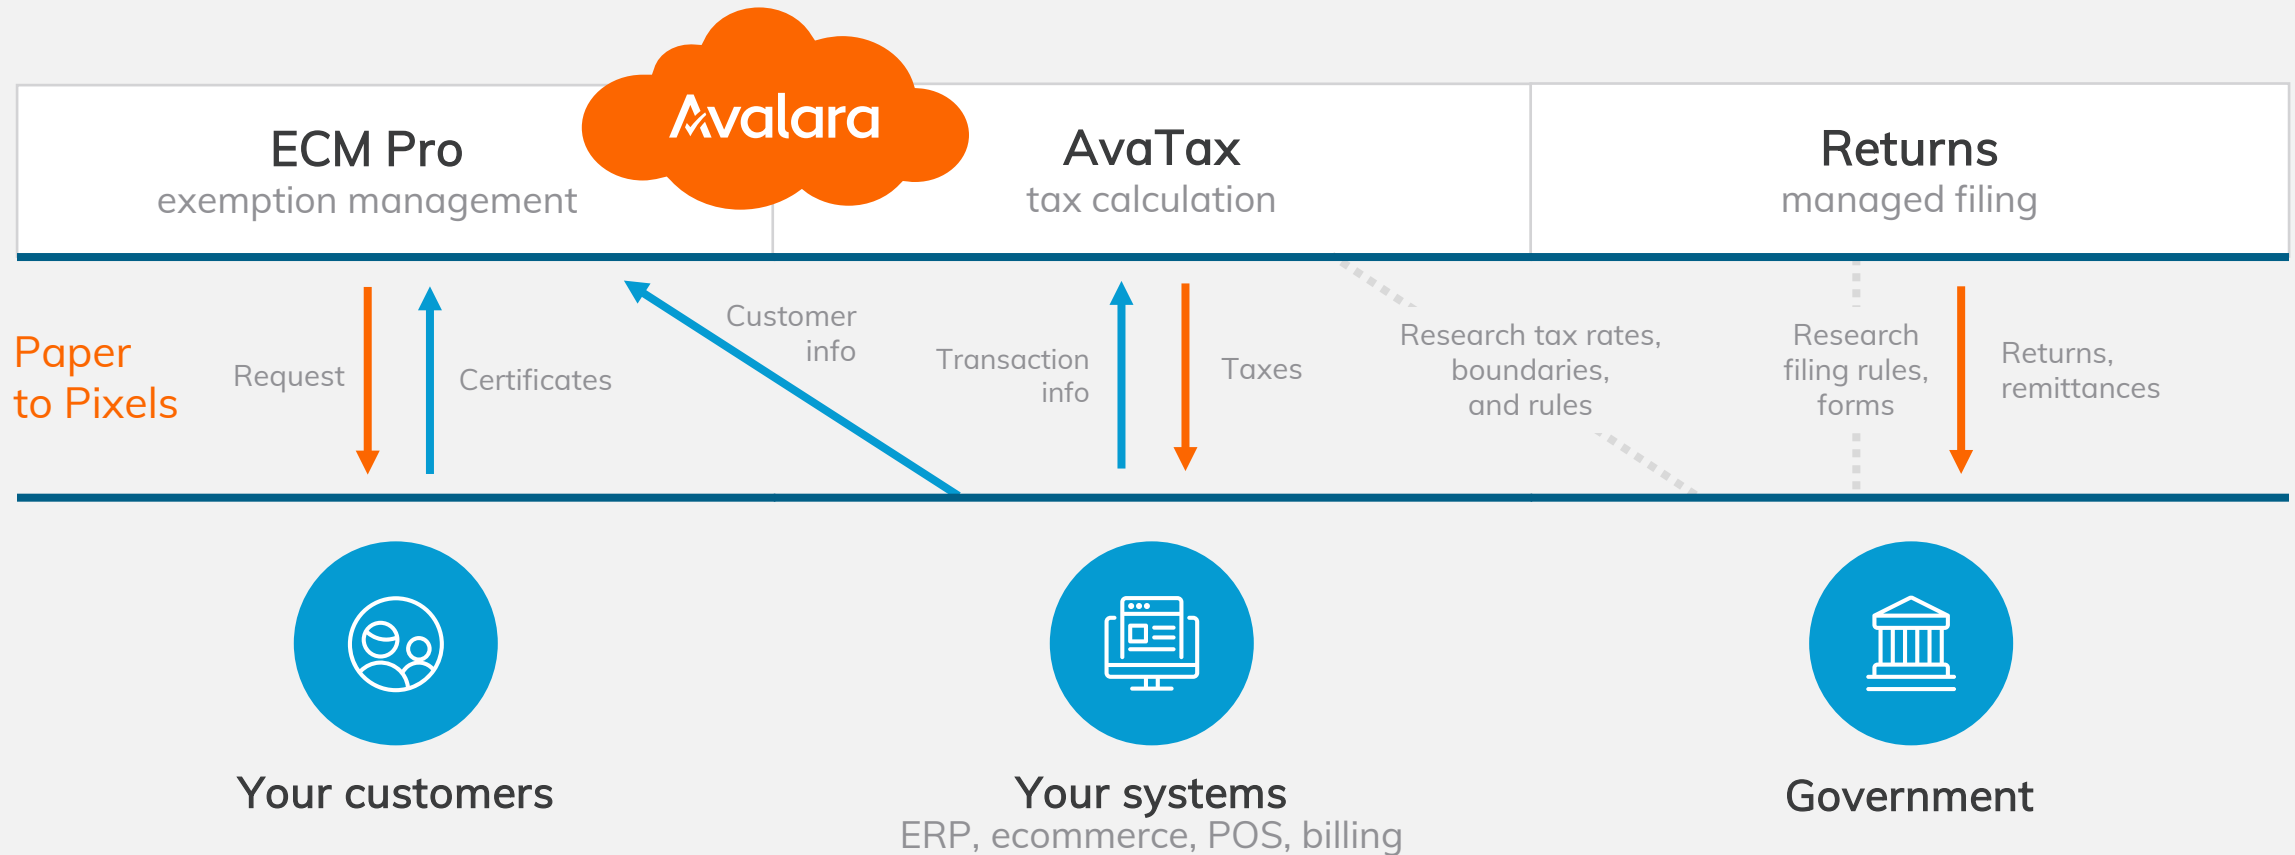 Avalara
ECM Pro
exemption management
AvaTax
tax calculation
Returns
managed filing
Paper
to Pixels
Request
Certificates
Customer
info
Transaction
info
Taxes
Research tax rates,
boundaries,
and rules
Research
filing rules,
forms
Returns,
remittances
Your customers
Your systems
ERP, ecommerce, POS, billing
Government